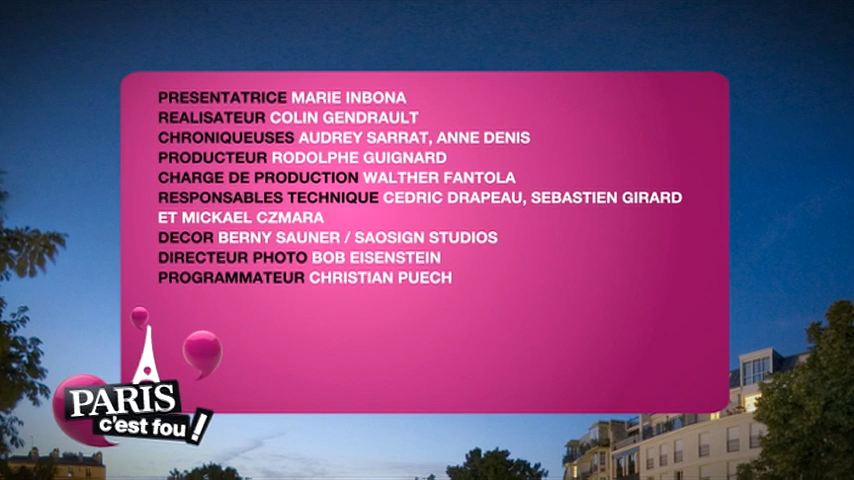 PRESENTATRICE MARIE INBONA
REALISATEUR COLIN GENDRAULT
CHRONIQUEUSES AUDREY SARRAT, ANNE DENIS
PRODUCTEUR RODOLPHE GUIGNARD
CHARGE DE PRODUCTION WALTHER FANTOLA
RESPONSABLES TECHNIQUE CEDRIC DRAPEAU, SEBASTIEN GIRARD
ET MICKAEL CZMARA
DECOR BERNY SAUNER / SAOSIGN STUDIOS
DIRECTEUR PHOTO BOB EISENSTEIN
PROGRAMMATEUR CHRISTIAN PUECH
PARIS
c'est fou !